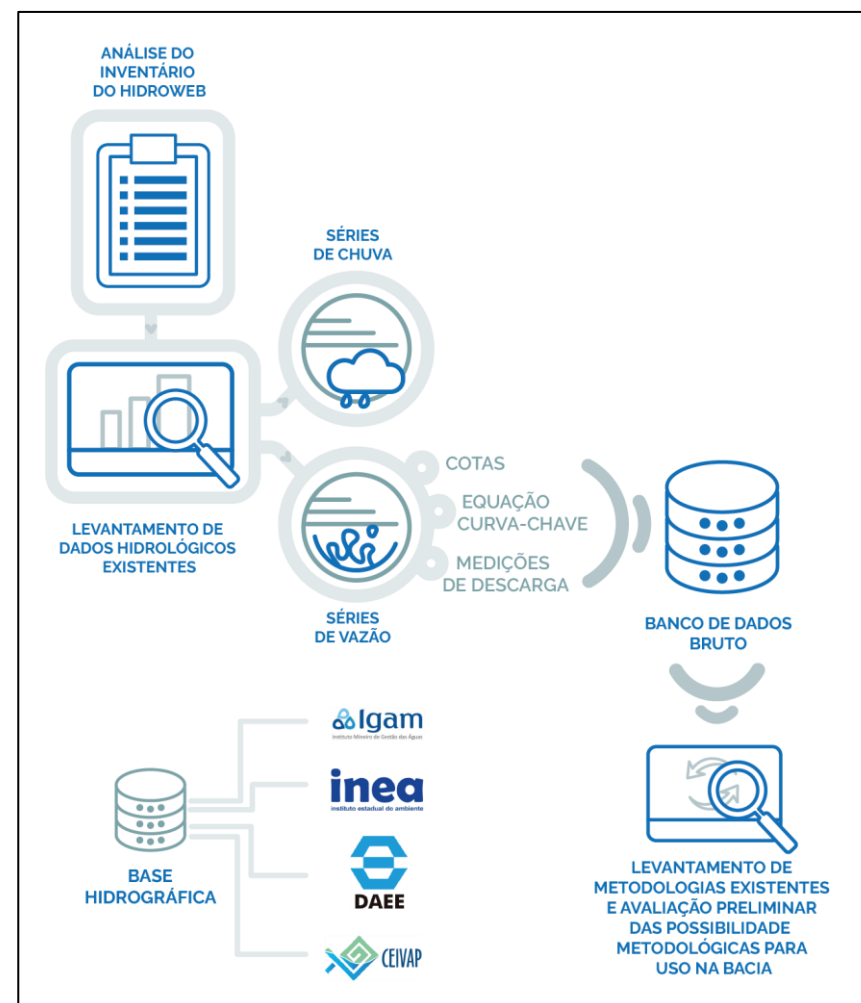 ANÁLISE DO
INVENTÁRIO
DO HIDROWEB
SÉRIES
DE CHUVA
LEVANTAMENTO DE
DADOS HIDROLÓGICOS
EXISTENTES
COTAS
EQUAÇÃO
CURVA-CHAVE
MEDIÇÕES
DE DESCARGA
SÉRIES
DE VAZÃO
BANCO DE DADOS
BRUTO
Igam
Instituto Mineiro de Gestão das Águas
inea
instituto estadual do ambiente
BASE
HIDROGRÁFICA
DAEE
CEIVAP
LEVANTAMENTO DE
METODOLOGIAS EXISTENTES
E AVALIAÇÃO PRELIMINAR
DAS POSSIBILIDADE
METODOLÓGICAS PARA
USO NA BACIA